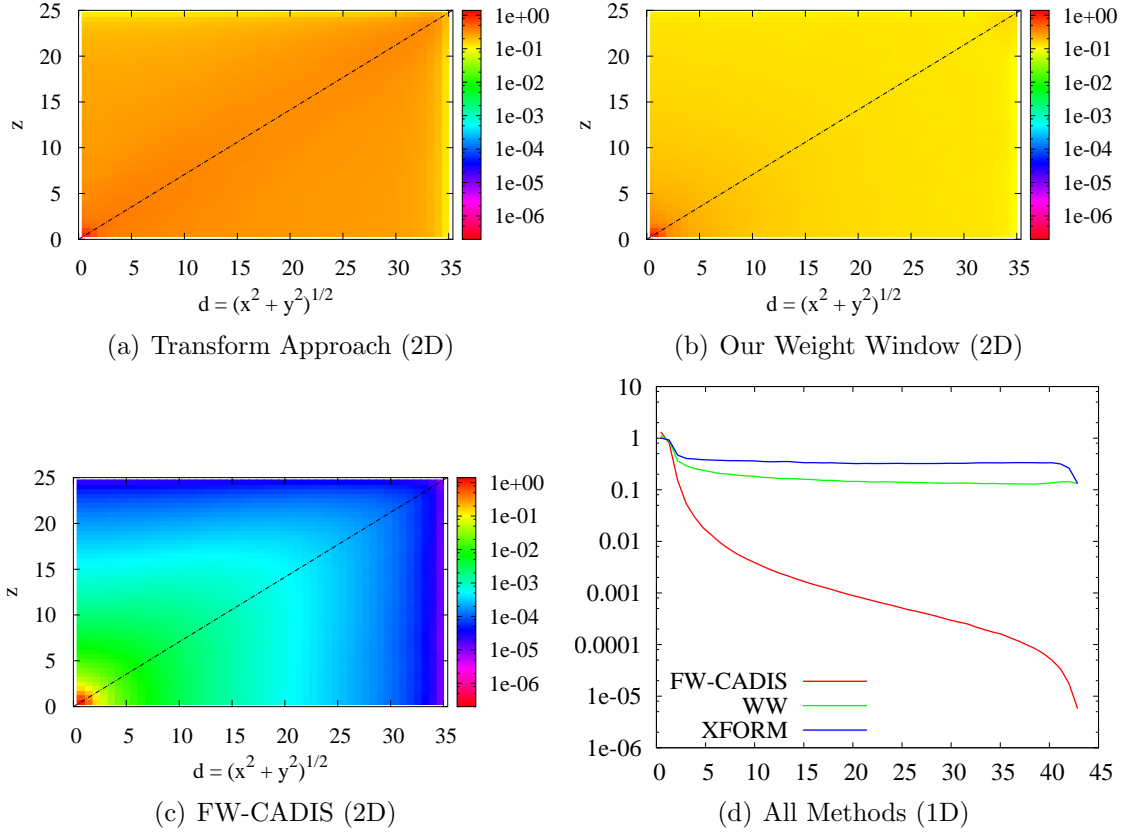 25
20
15
10
5
0
z
0 5 10 15 20 25 30 35
d = (x² + y²)^1/2
1e+00
1e-01
1e-02
1e-03
1e-04
1e-05
1e-06
(a) Transform Approach (2D)
25
20
15
10
5
0
z
0 5 10 15 20 25 30 35
d = (x² + y²)^1/2
1e+00
1e-01
1e-02
1e-03
1e-04
1e-05
1e-06
(b) Our Weight Window (2D)
25
20
15
10
5
0
z
0 5 10 15 20 25 30 35
d = (x² + y²)^1/2
1e+00
1e-01
1e-02
1e-03
1e-04
1e-05
1e-06
(c) FW-CADIS (2D)
10
1
0.1
0.01
0.001
0.0001
1e-05
1e-06
FW-CADIS
WW
XFORM
0 5 10 15 20 25 30 35 40 45
(d) All Methods (1D)